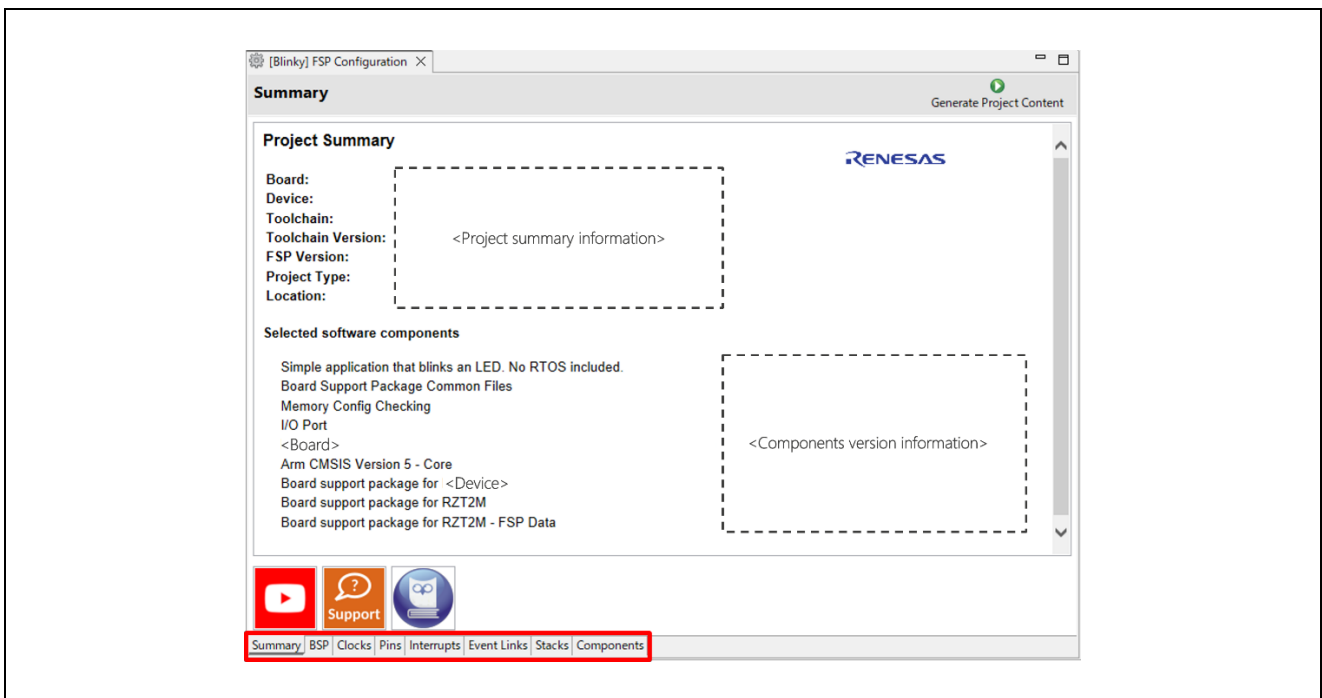 [Blinky] FSP Configuration
Summary
Generate Project Content
Project Summary
RENESAS
Board:
Device:
Toolchain:
Toolchain Version:
FSP Version:
Project Type:
Location:
<Project summary information>
Selected software components
Simple application that blinks an LED. No RTOS included.
Board Support Package Common Files
Memory Config Checking
I/O Port
<Board>
Arm CMSIS Version 5 - Core
Board support package for <Device>
Board support package for RZT2M
Board support package for RZT2M - FSP Data
<Components version information>
Support
Summary BSP Clocks Pins Interrupts Event Links Stacks Components